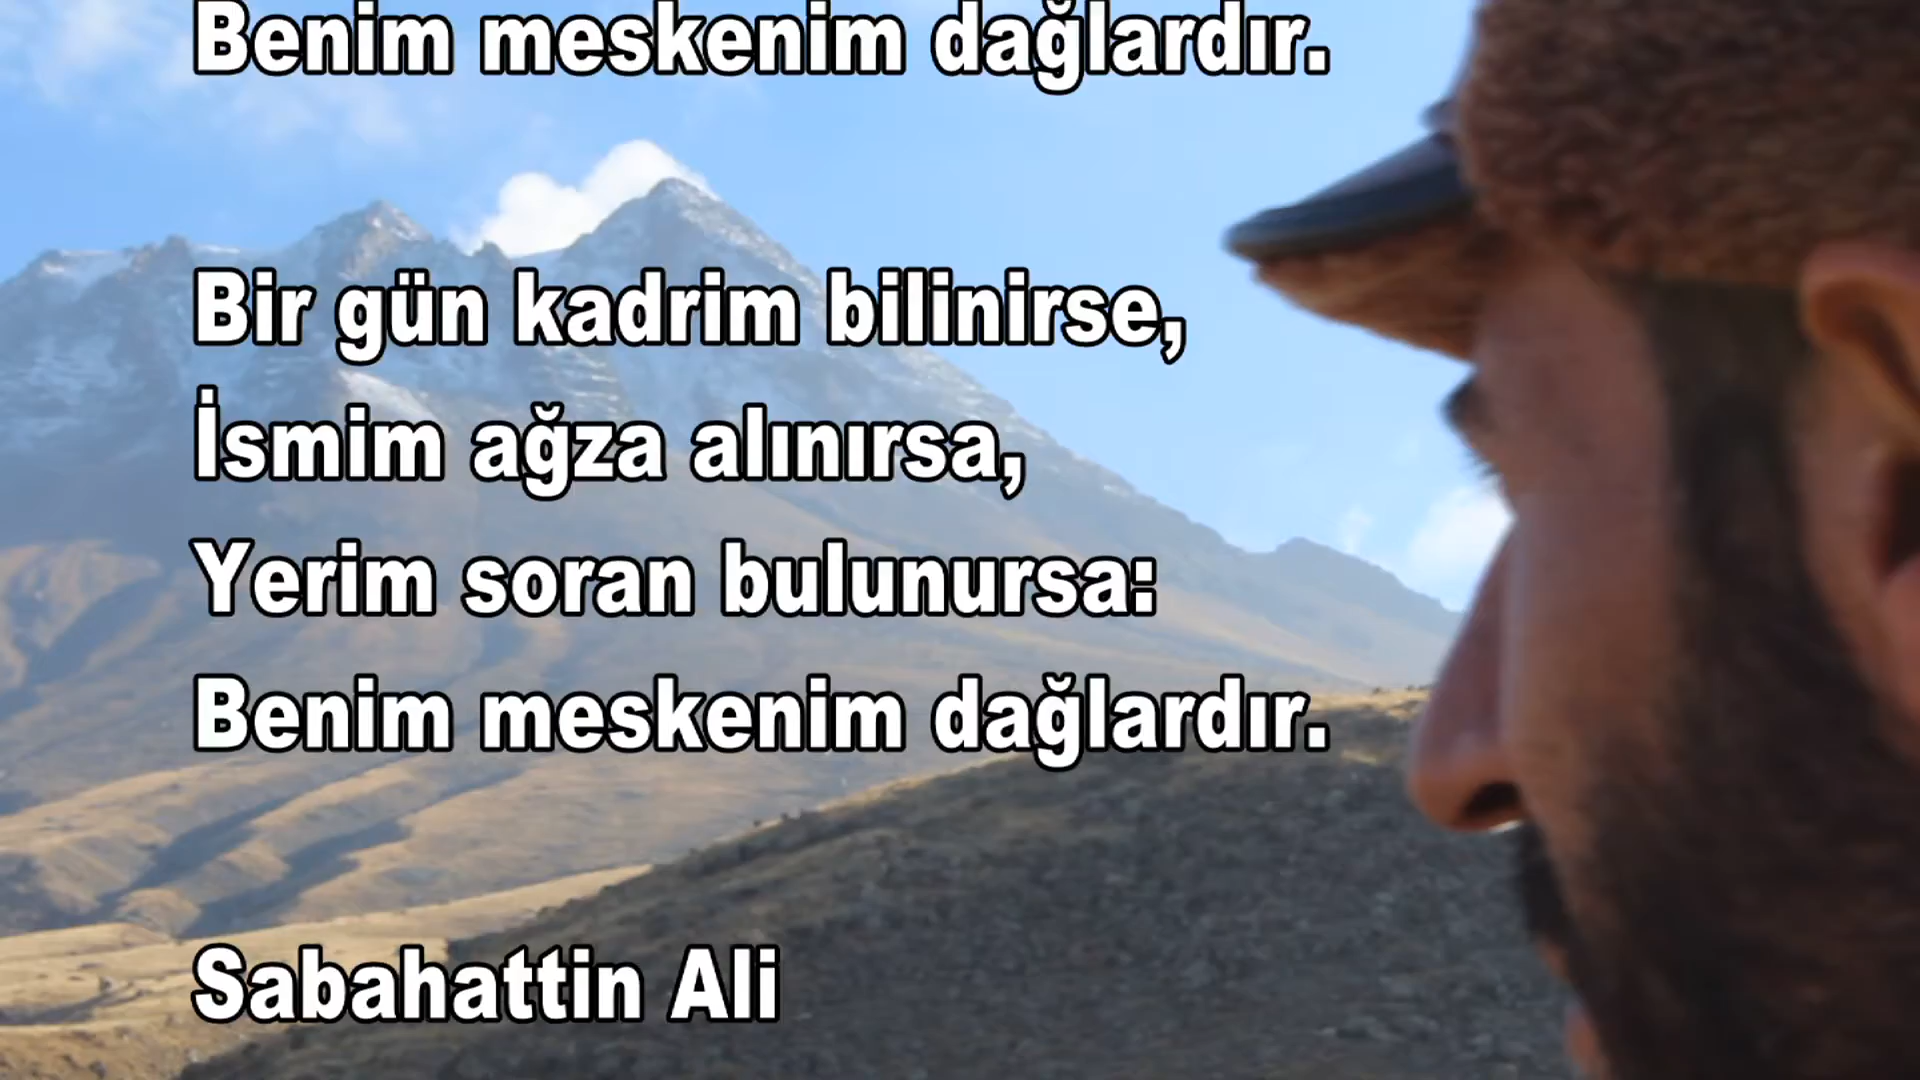 Benim meskenim dağlardır.
Bir gün kadrim bilinirse,
İsmim ağza alınırsa,
Yerim soran bulunursa:
Benim meskenim dağlardır.
Sabahattin Ali